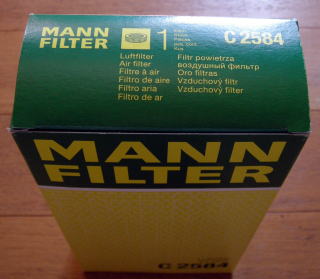 MANN
FILTER
1
C 2584
Luftfilter
Air filter
Filtre à air
Filtro de aire
Filtro aria
Filtro de ar
Filtr powietrza
воздушный фильтр
Oro filtras
Vzduchový filtr
Vzduchový filter
MANN
FILTER
C 2584